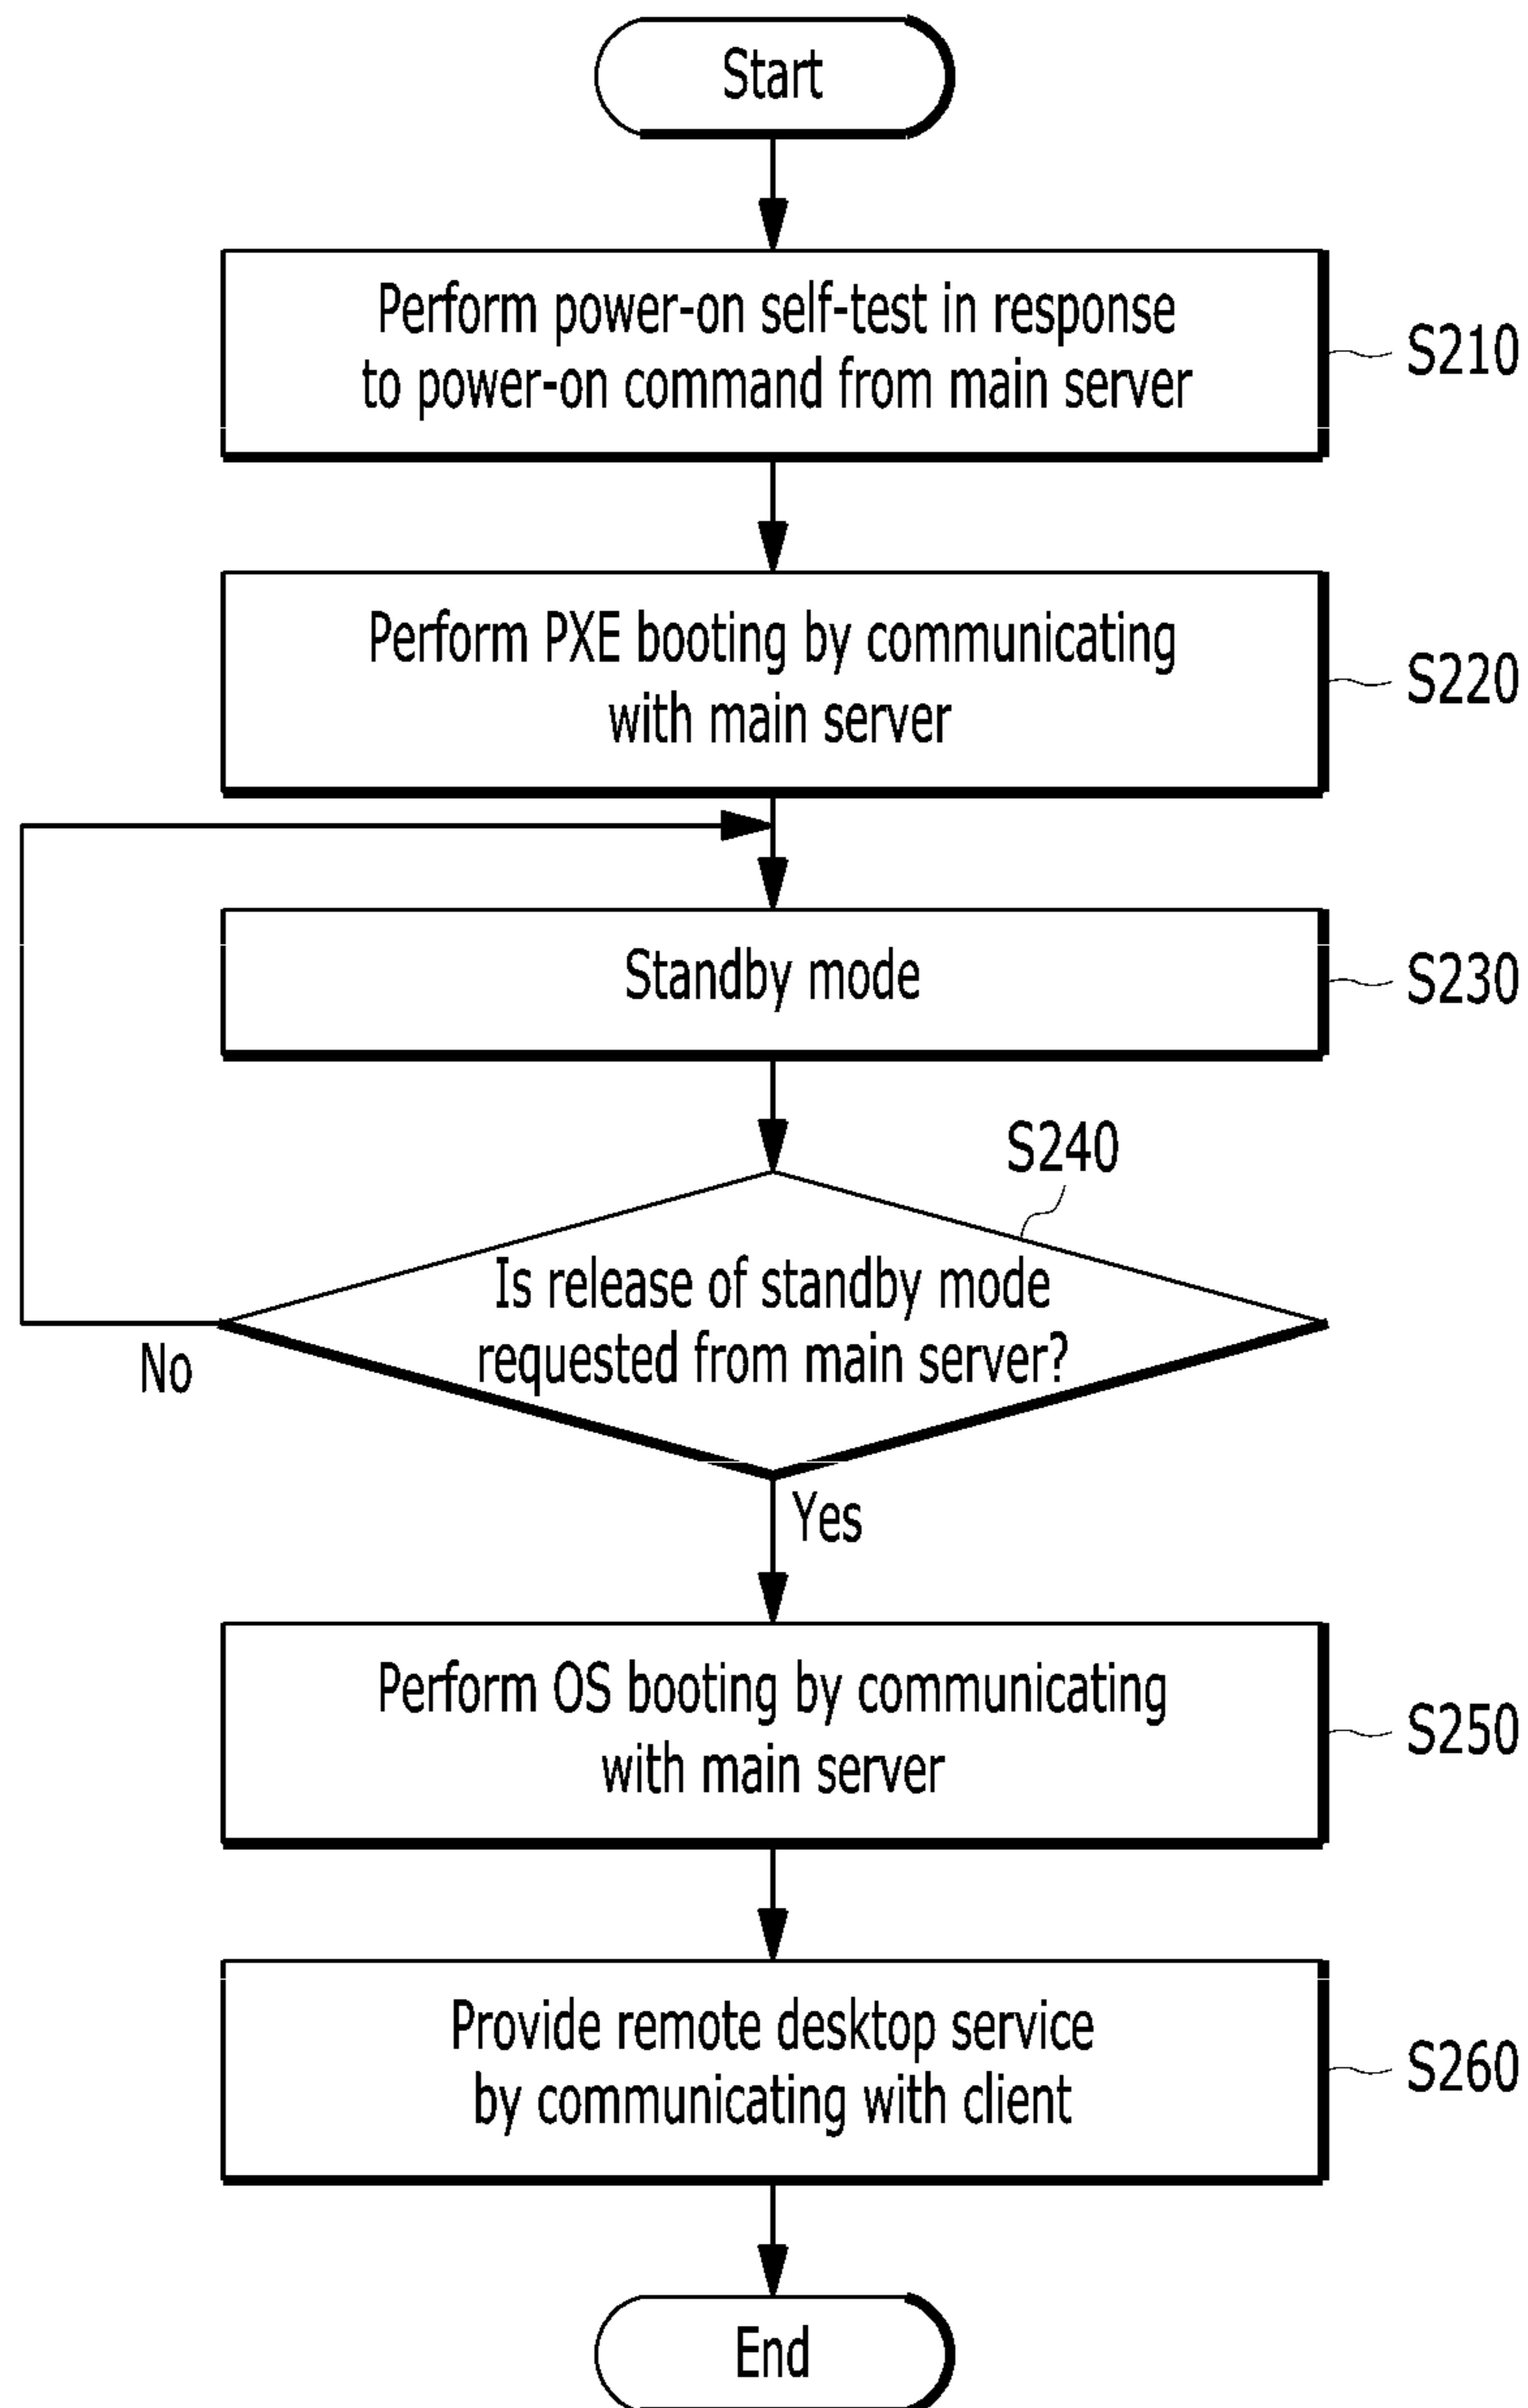 Start
Perform power-on self-test in response
to power-on command from main server
S210
Perform PXE booting by communicating
with main server
S220
Standby mode
S230
S240
Is release of standby mode
requested from main server?
No
Yes
Perform OS booting by communicating
with main server
S250
Provide remote desktop service
by communicating with client
S260
End